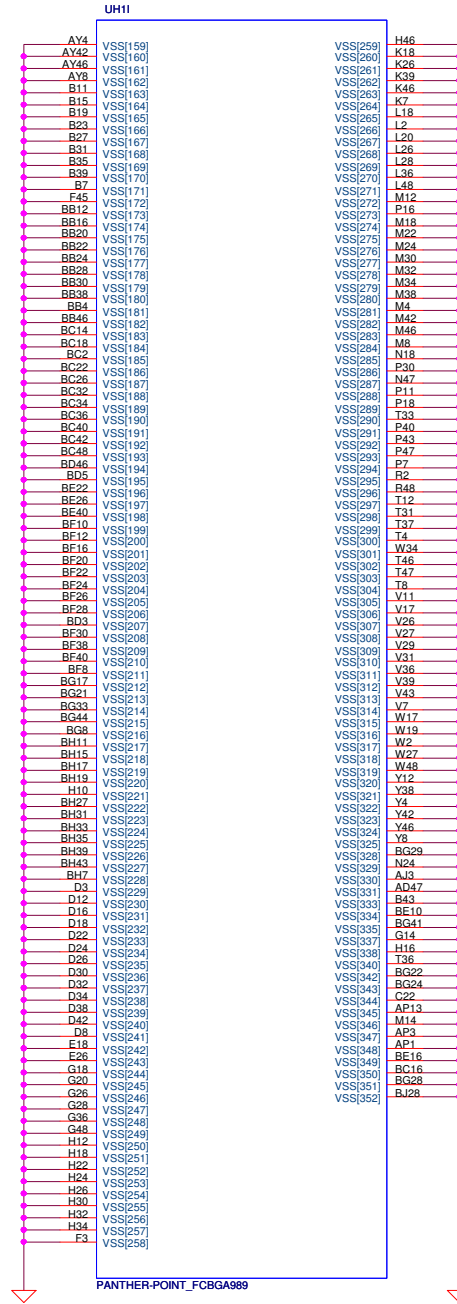 UH1I
AY4 VSS[159]
AY42 VSS[160]
AY46 VSS[161]
AY8 VSS[162]
B11 VSS[163]
B15 VSS[164]
B19 VSS[165]
B23 VSS[166]
B27 VSS[167]
B31 VSS[168]
B35 VSS[169]
B39 VSS[170]
B7 VSS[171]
F45 VSS[172]
BB12 VSS[173]
BB16 VSS[174]
BB20 VSS[175]
BB22 VSS[176]
BB24 VSS[177]
BB28 VSS[178]
BB30 VSS[179]
BB38 VSS[180]
BB4 VSS[181]
BB46 VSS[182]
BC14 VSS[183]
BC18 VSS[184]
BC2 VSS[185]
BC22 VSS[186]
BC26 VSS[187]
BC32 VSS[188]
BC34 VSS[189]
BC36 VSS[190]
BC40 VSS[191]
BC42 VSS[192]
BC48 VSS[193]
BD46 VSS[194]
BD5 VSS[195]
BE22 VSS[196]
BE26 VSS[197]
BE40 VSS[198]
BF10 VSS[199]
BF12 VSS[200]
BF16 VSS[201]
BF20 VSS[202]
BF22 VSS[203]
BF24 VSS[204]
BF26 VSS[205]
BF28 VSS[206]
BD3 VSS[207]
BF30 VSS[208]
BF38 VSS[209]
BF40 VSS[210]
BF8 VSS[211]
BG17 VSS[212]
BG21 VSS[213]
BG33 VSS[214]
BG44 VSS[215]
BG8 VSS[216]
BH11 VSS[217]
BH15 VSS[218]
BH17 VSS[219]
BH19 VSS[220]
H10 VSS[221]
BH27 VSS[222]
BH31 VSS[223]
BH33 VSS[224]
BH35 VSS[225]
BH39 VSS[226]
BH43 VSS[227]
BH7 VSS[228]
D3 VSS[229]
D12 VSS[230]
D16 VSS[231]
D18 VSS[232]
D22 VSS[233]
D24 VSS[234]
D26 VSS[235]
D30 VSS[236]
D32 VSS[237]
D34 VSS[238]
D38 VSS[239]
D42 VSS[240]
D8 VSS[241]
E18 VSS[242]
E26 VSS[243]
G18 VSS[244]
G20 VSS[245]
G26 VSS[246]
G28 VSS[247]
G36 VSS[248]
G48 VSS[249]
H12 VSS[250]
H18 VSS[251]
H22 VSS[252]
H24 VSS[253]
H26 VSS[254]
H30 VSS[255]
H32 VSS[256]
H34 VSS[257]
F3 VSS[258]
VSS[259] H46
VSS[260] K18
VSS[261] K26
VSS[262] K39
VSS[263] K46
VSS[264] K7
VSS[265] L18
VSS[266] L2
VSS[267] L20
VSS[268] L26
VSS[269] L28
VSS[270] L36
VSS[271] L48
VSS[272] M12
VSS[273] P16
VSS[274] M18
VSS[275] M22
VSS[276] M24
VSS[277] M30
VSS[278] M32
VSS[279] M34
VSS[280] M38
VSS[281] M4
VSS[282] M42
VSS[283] M46
VSS[284] M8
VSS[285] N18
VSS[286] P30
VSS[287] N47
VSS[288] P11
VSS[289] P18
VSS[290] T33
VSS[291] P40
VSS[292] P43
VSS[293] P47
VSS[294] P7
VSS[295] R2
VSS[296] R48
VSS[297] T12
VSS[298] T31
VSS[299] T37
VSS[300] T4
VSS[301] W34
VSS[302] T46
VSS[303] T47
VSS[304] T8
VSS[305] V11
VSS[306] V17
VSS[307] V26
VSS[308] V27
VSS[309] V29
VSS[310] V31
VSS[311] V36
VSS[312] V39
VSS[313] V43
VSS[314] V7
VSS[315] W17
VSS[316] W19
VSS[317] W2
VSS[318] W27
VSS[319] W48
VSS[320] Y12
VSS[321] Y38
VSS[322] Y4
VSS[323] Y42
VSS[324] Y46
VSS[325] Y8
VSS[328] BG29
VSS[329] N24
VSS[330] AJ3
VSS[331] AD47
VSS[333] B43
VSS[334] BE10
VSS[335] BG41
VSS[337] G14
VSS[338] H16
VSS[340] T36
VSS[342] BG22
VSS[343] BG24
VSS[344] C22
VSS[345] AP13
VSS[346] M14
VSS[347] AP3
VSS[348] AP1
VSS[349] BE16
VSS[350] BC16
VSS[351] BG28
VSS[352] BJ28
PANTHER-POINT_FCBGA989